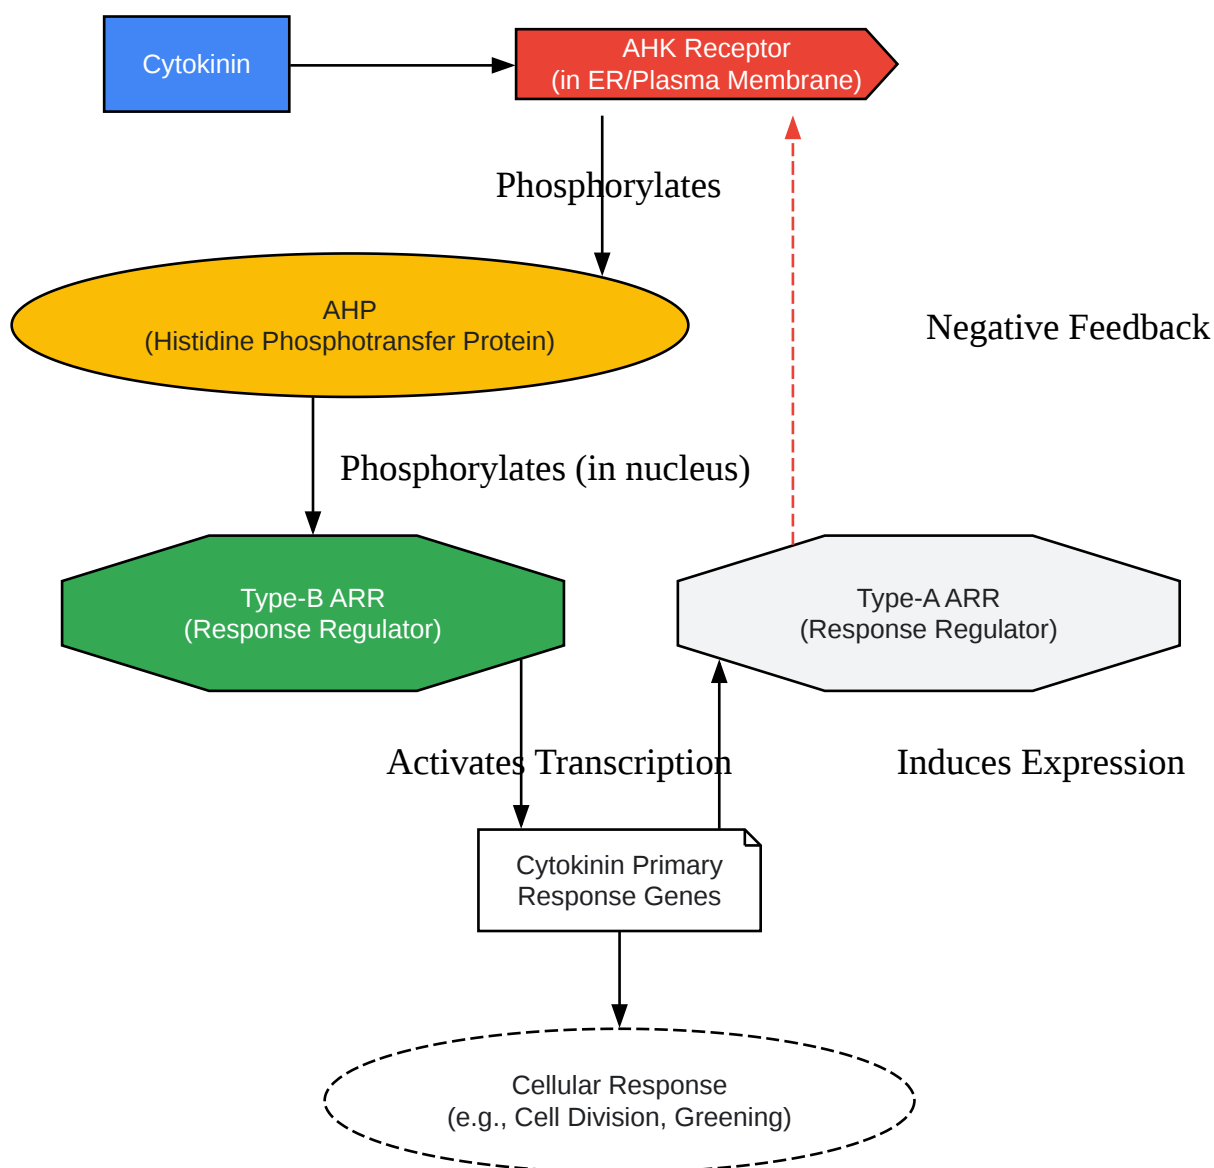 Cytokinin
AHK Receptor
(in ER/Plasma Membrane)
Phosphorylates
AHP
(Histidine Phosphotransfer Protein)
Negative Feedback
Phosphorylates (in nucleus)
Type-B ARR
(Response Regulator)
Type-A ARR
(Response Regulator)
Activates Transcription
Induces Expression
Cytokinin Primary
Response Genes
Cellular Response
(e.g., Cell Division, Greening)